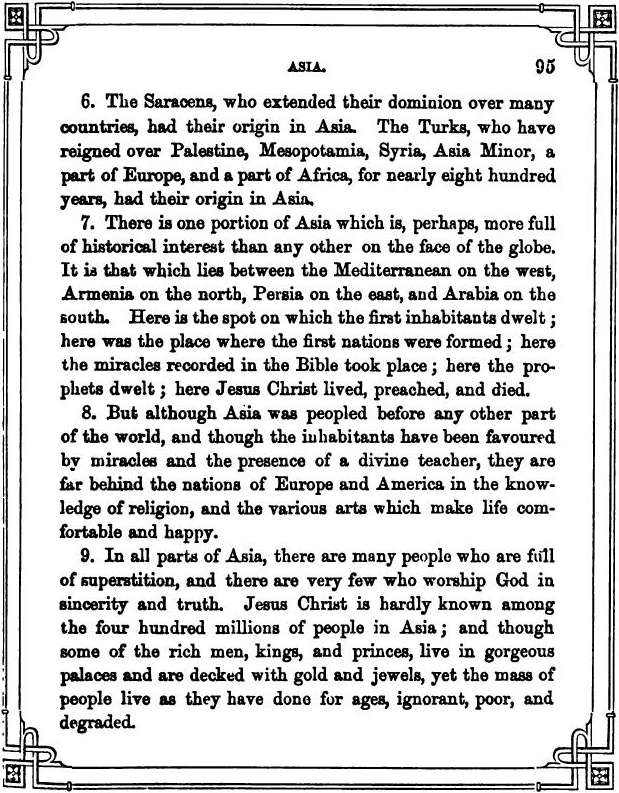 ASIA. 95
6. The Saracens, who extended their dominion over many
countries, had their origin in Asia. The Turks, who have
reigned over Palestine, Mesopotamia, Syria, Asia Minor, a
part of Europe, and a part of Africa, for nearly eight hundred
years, had their origin in Asia.
7. There is one portion of Asia which is, perhaps, more full
of historical interest than any other on the face of the globe.
It is that which lies between the Mediterranean on the west,
Armenia on the north, Persia on the east, and Arabia on the
south. Here is the spot on which the first inhabitants dwelt;
here was the place where the first nations were formed; here
the miracles recorded in the Bible took place; here the pro-
phets dwelt; here Jesus Christ lived, preached, and died.
8. But although Asia was peopled before any other part
of the world, and though the inhabitants have been favoured
by miracles and the presence of a divine teacher, they are
far behind the nations of Europe and America in the know-
ledge of religion, and the various arts which make life com-
fortable and happy.
9. In all parts of Asia, there are many people who are full
of superstition, and there are very few who worship God in
sincerity and truth. Jesus Christ is hardly known among
the four hundred millions of people in Asia; and though
some of the rich men, kings, and princes, live in gorgeous
palaces and are decked with gold and jewels, yet the mass of
people live as they have done for ages, ignorant, poor, and
degraded.